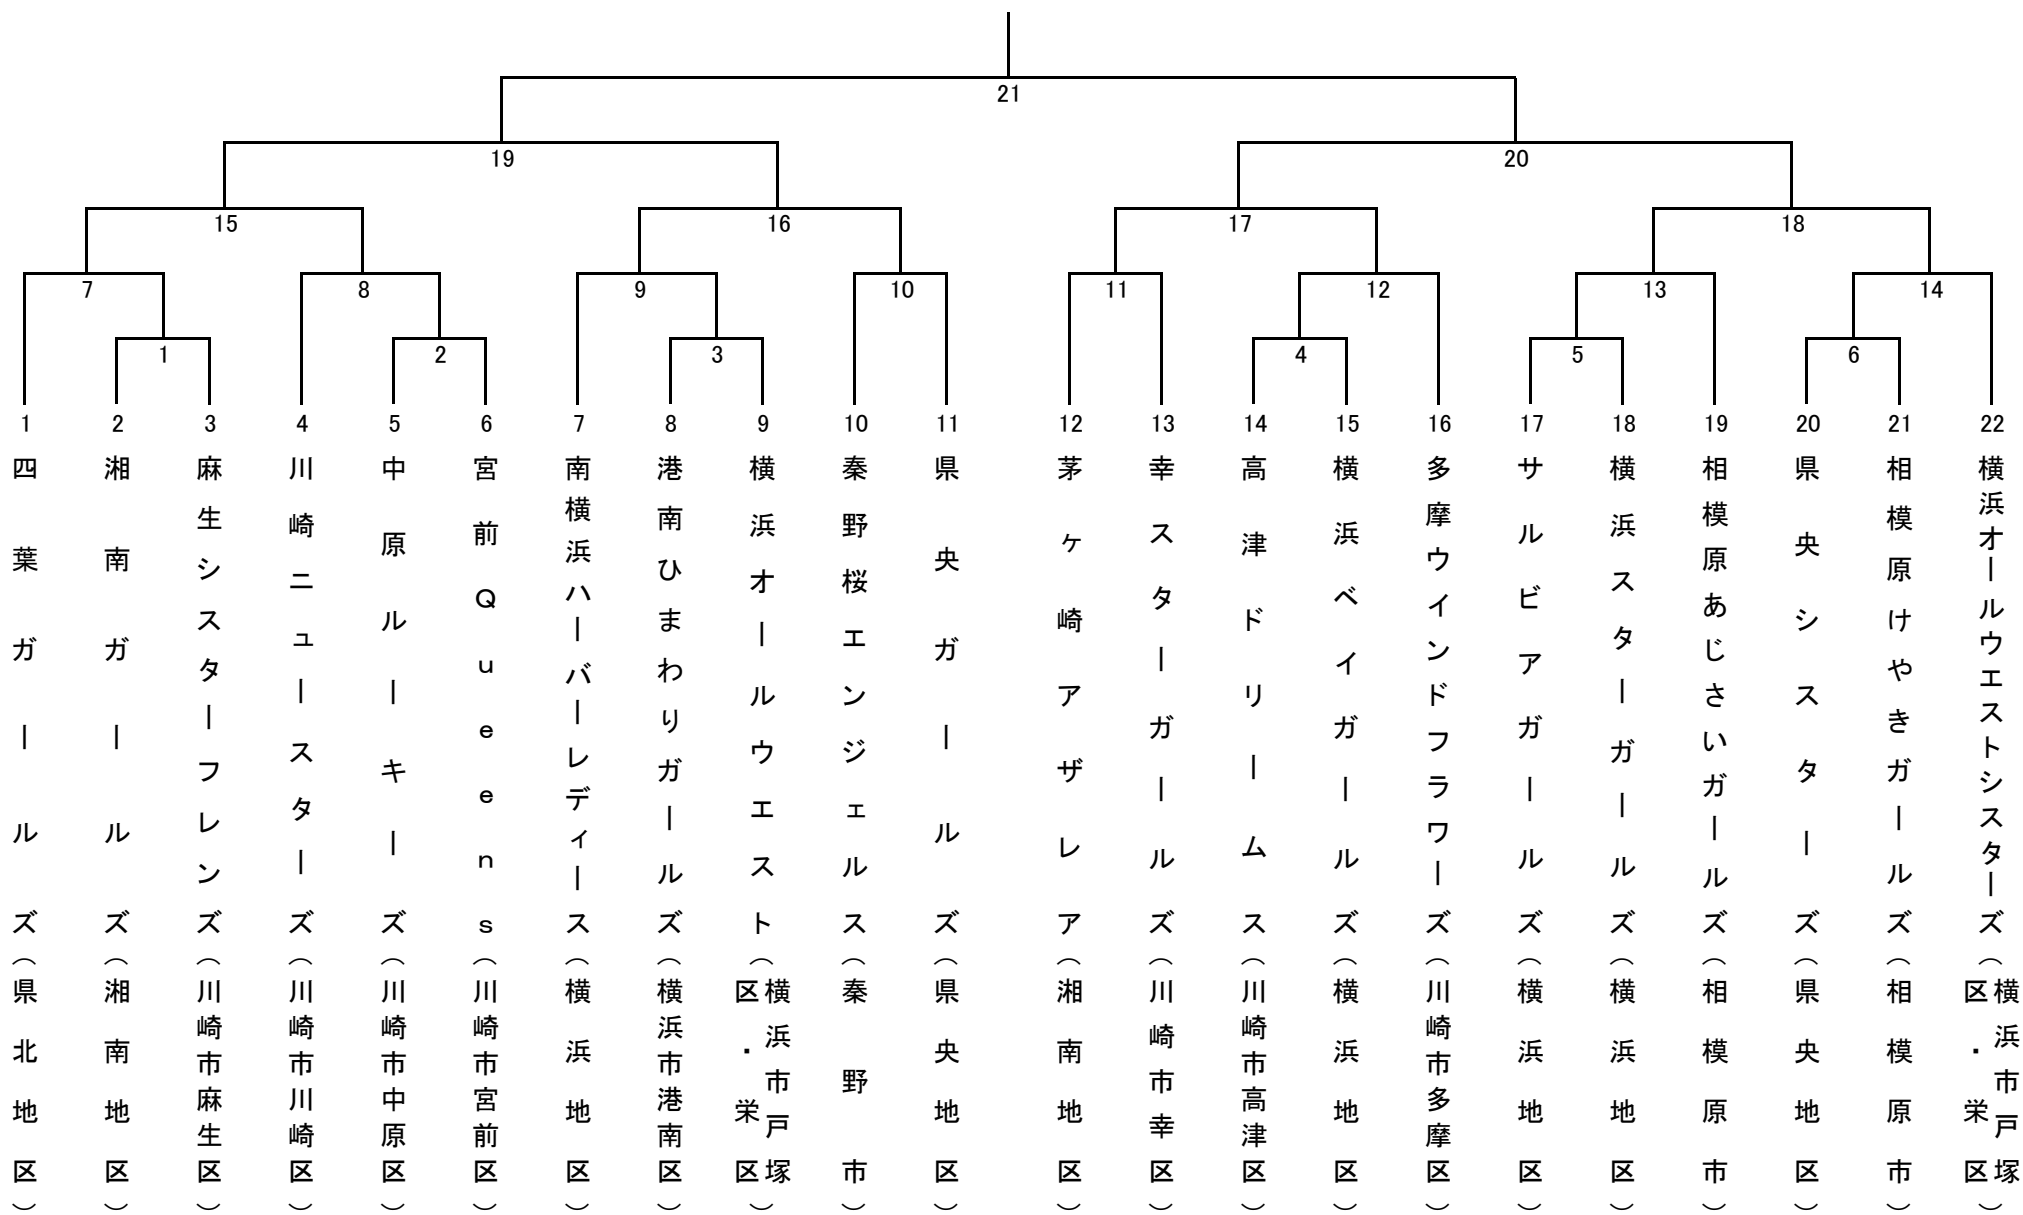 21
19
20
15
16
17
18
7
8
9
10
11
12
13
14
1
2
3
4
5
6
1 四葉ガールズ（県北地区）
2 湘南ガールズ（湘南地区）
3 麻生シスターフレンズ（川崎市麻生区）
4 川崎ニュースターズ（川崎市川崎区）
5 中原ルーキーズ（川崎市中原区）
6 宮前Ｑｕｅｅｎｓ（川崎市宮前区）
7 南横浜ハーバーレディース（横浜地区）
8 港南ひまわりガールズ（横浜市港南区）
9 横浜オールウエスト（横浜市戸塚区・栄区）
10 秦野桜エンジェルス（秦野市）
11 県央ガールズ（県央地区）
12 茅ヶ崎アザレア（湘南地区）
13 幸スターガールズ（川崎市幸区）
14 高津ドリームス（川崎市高津区）
15 横浜ベイガールズ（横浜地区）
16 多摩ウインドフラワーズ（川崎市多摩区）
17 サルビアガールズ（横浜地区）
18 横浜スターガールズ（横浜地区）
19 相模原あじさいガールズ（相模原市）
20 県央シスターズ（県央地区）
21 相模原けやきガールズ（相模原市）
22 横浜オールウエストシスターズ（横浜市戸塚区・栄区）